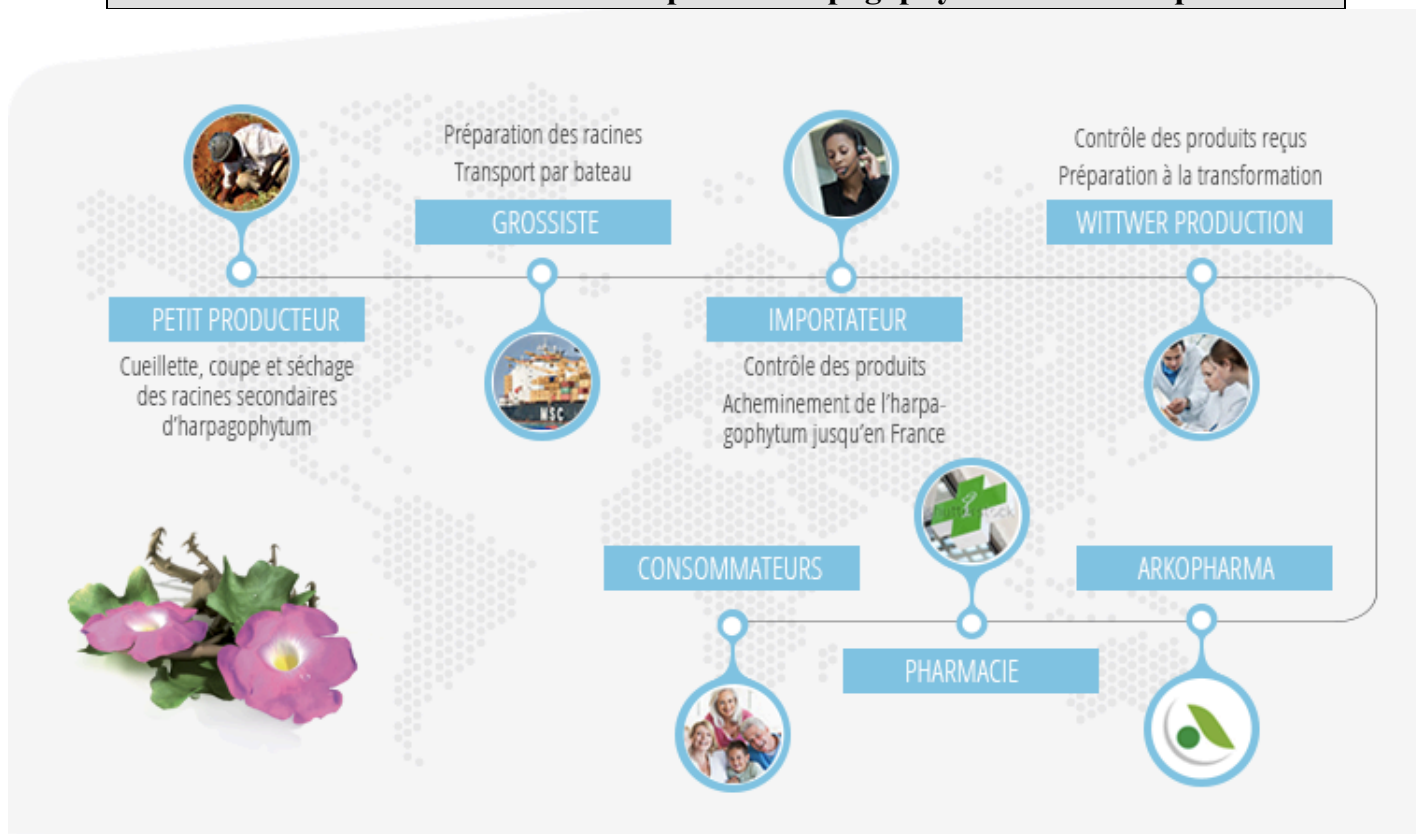 PETIT PRODUCTEUR
Cueillette, coupe et séchage
des racines secondaires
d'harpagophytum
Préparation des racines
Transport par bateau
GROSSISTE
MSC
IMPORTATEUR
Contrôle des produits
Acheminement de l'harpa-
gophytum jusqu'en France
Contrôle des produits reçus
Préparation à la transformation
WITTWER PRODUCTION
ARKOPHARMA
PHARMACIE
shutterstock
CONSOMMATEURS